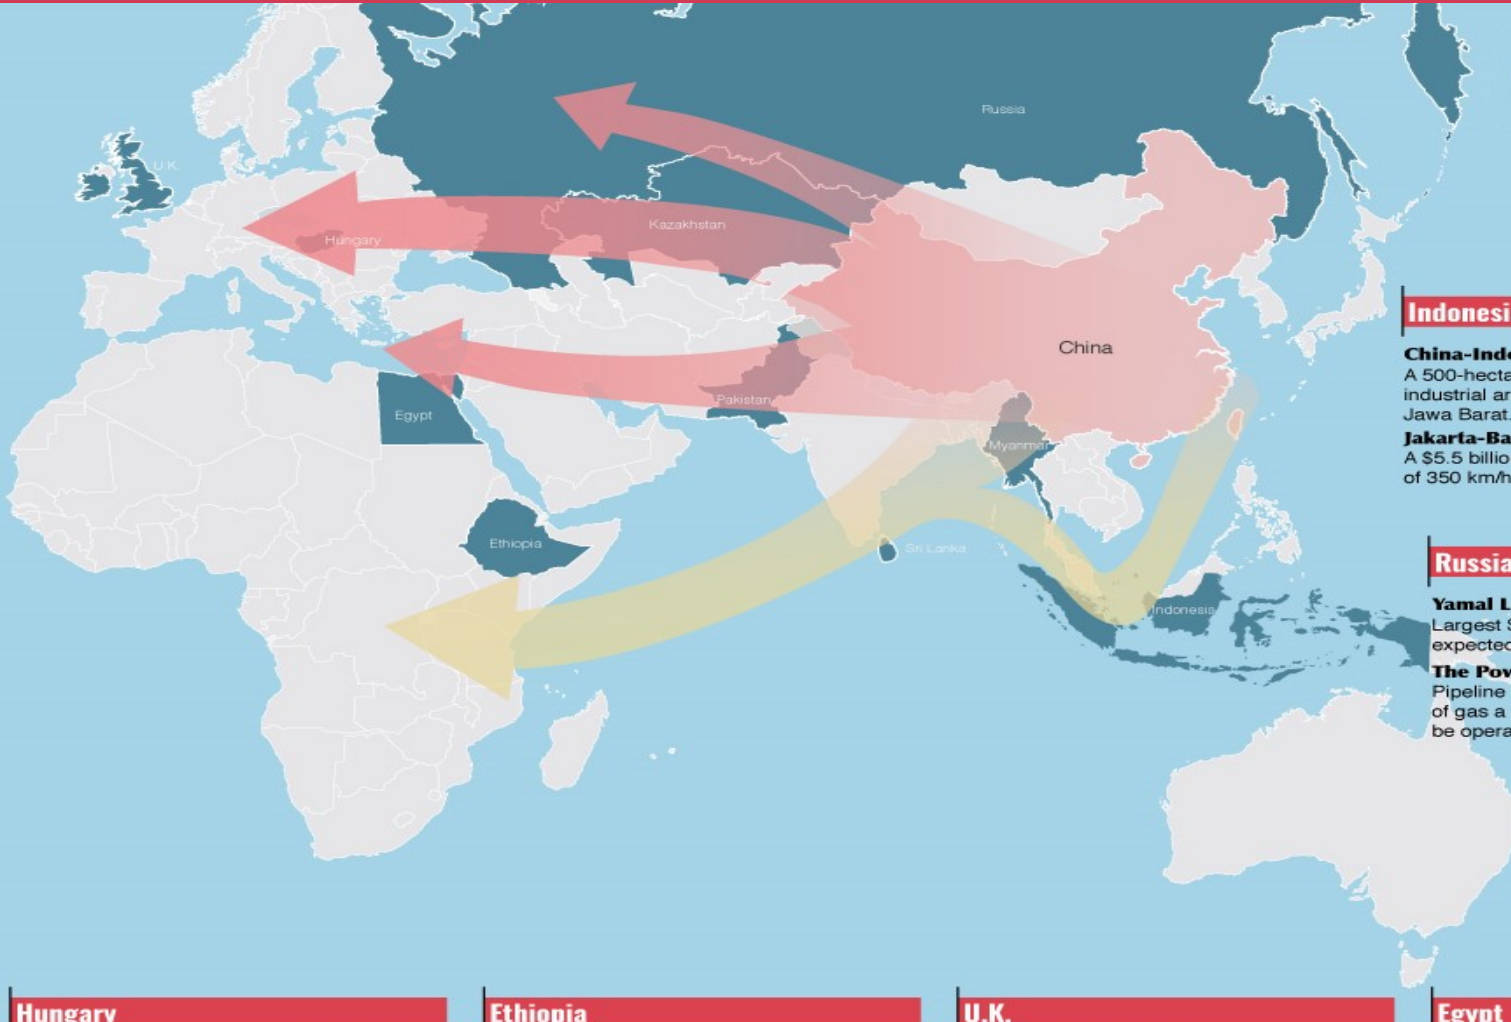 Russia
U.K.
Kazakhstan
Hungary
China
Pakistan
Egypt
Myanmar
Ethiopia
Sri Lanka
Indonesia
Indonesi
China-Indo
A 500-hecta
industrial ar
Jawa Barat.
Jakarta-Ba
A $5.5 billio
of 350 km/h
Russia
Yamal L
Largest S
expected
The Pow
Pipeline
of gas a
be opera
Hungary
Ethiopia
U.K.
Egypt